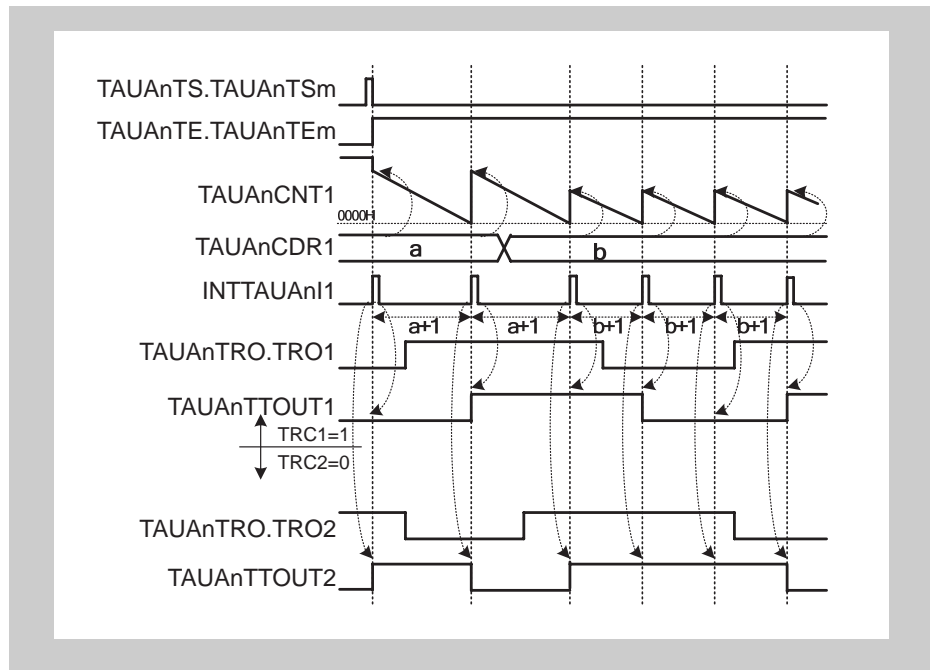 TAUAnTS.TAUAnTSm
TAUAnTE.TAUAnTEm
TAUAnCNT1
0000H
TAUAnCDR1
a
b
INTTAUAnI1
a+1
a+1
b+1
b+1
b+1
TAUAnTRO.TRO1
TAUAnTTOUT1
TRC1=1
TRC2=0
TAUAnTRO.TRO2
TAUAnTTOUT2